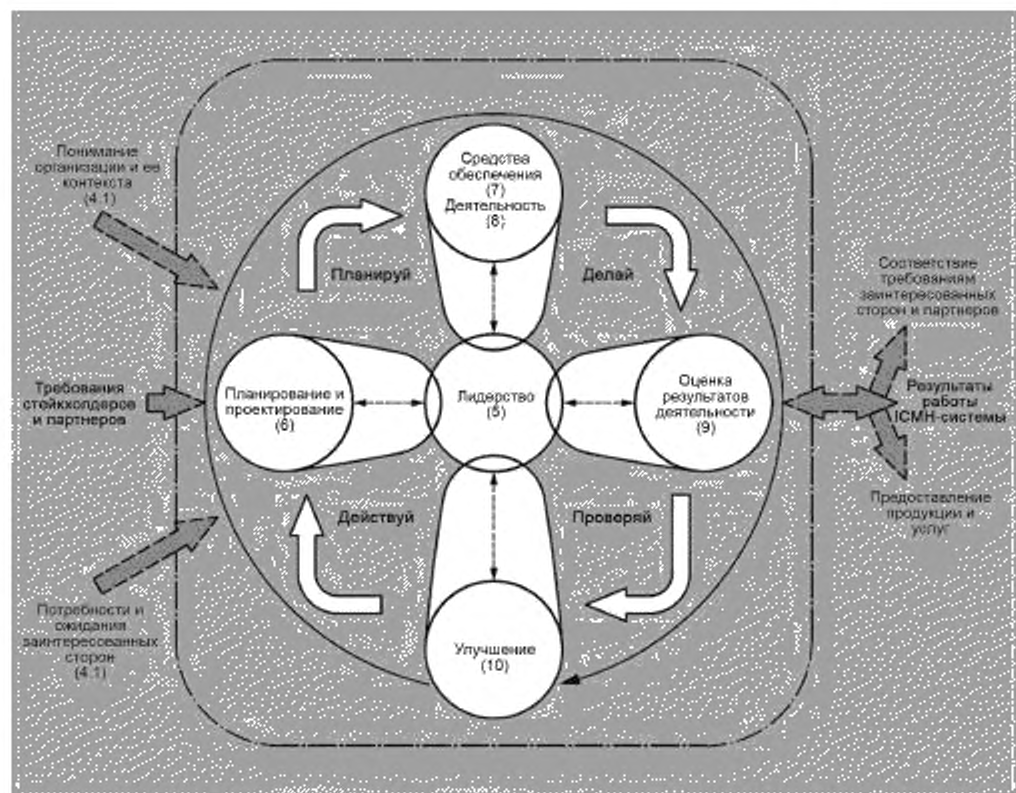 Понимание
организации и ее
контекста
(4.1)
Требования
стейкхолдеров
и партнеров
Потребности и
ожидания
заинтересованных
сторон
(4.1)
Средства
обеспечения
(7)
Деятельность
(8)
Планируй
Делай
Планирование и
проектирование
(6)
Лидерство
(5)
Оценка
результатов
деятельности
(9)
Действуй
Проверяй
Улучшение
(10)
Соответствие
требованиям
заинтересованных
сторон и партнеров
Результаты
работы
ICMH-системы
Предоставление
продукции и
услуг